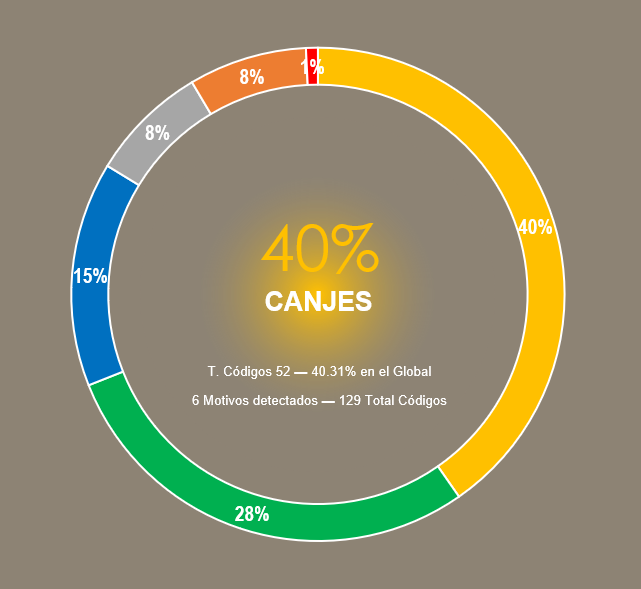 1%
8%
8%
40%
40%
15%
CANJES
T. Códigos 52 — 40.31% en el Global
6 Motivos detectados — 129 Total Códigos
28%